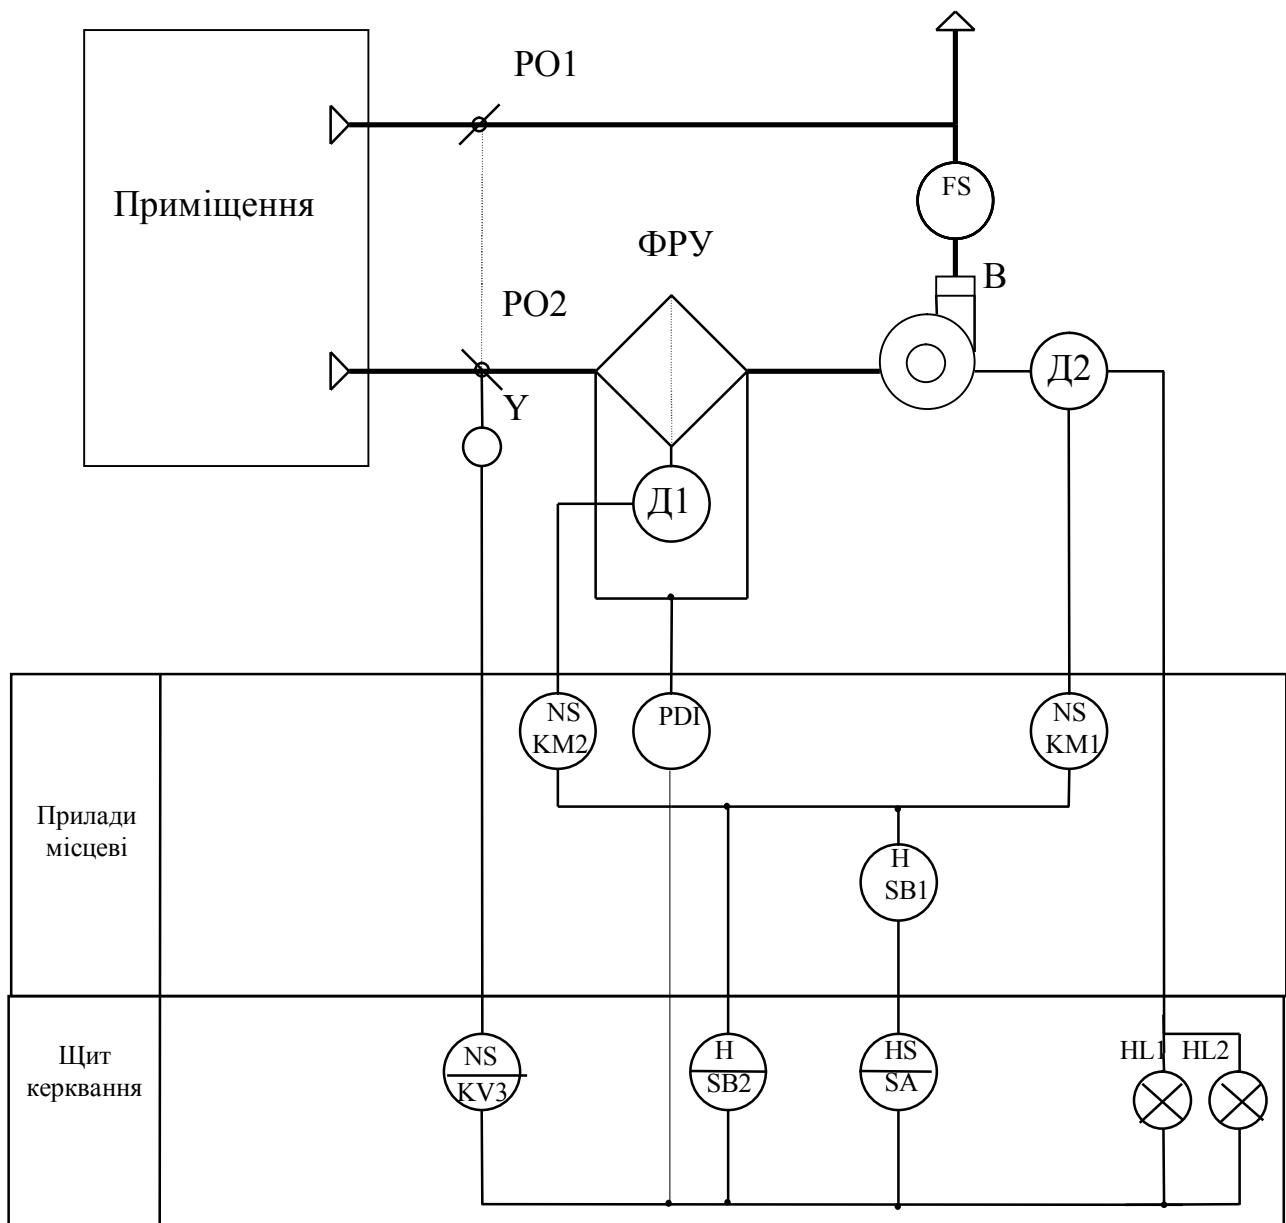 РО1
Приміщення
FS
ФРУ
В
РО2
Д2
Y
Д1
NS
KM2
PDI
NS
KM1
Прилади
місцеві
H
SB1
Щит
керквання
NS
KV3
H
SB2
HS
SA
HL1
HL2